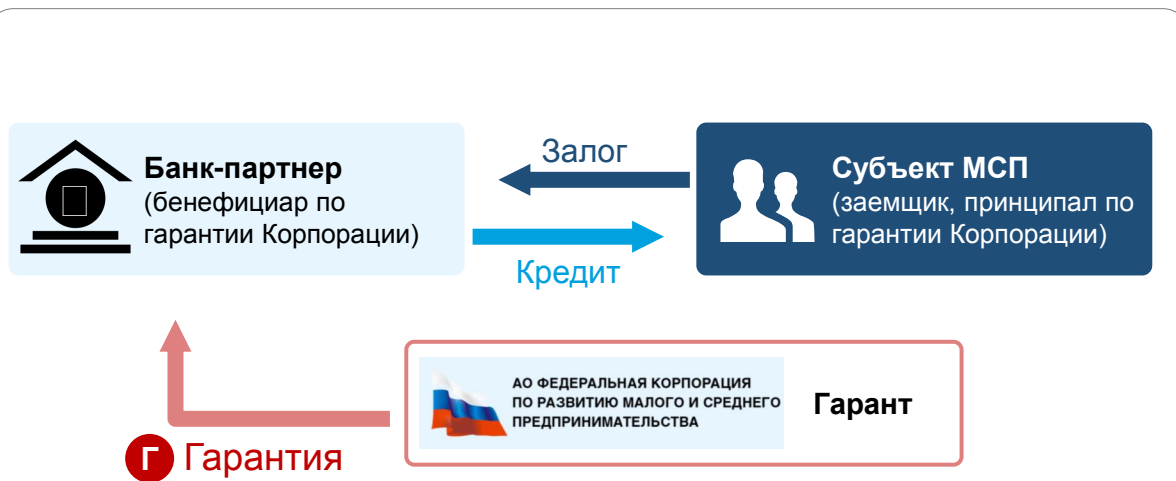 Банк-партнер
(бенефициар по
гарантии Корпорации)
Залог
Кредит
Субъект МСП
(заемщик, принципал по
гарантии Корпорации)
АО ФЕДЕРАЛЬНАЯ КОРПОРАЦИЯ
ПО РАЗВИТИЮ МАЛОГО И СРЕДНЕГО
ПРЕДПРИНИМАТЕЛЬСТВА
Гарант
Г Гарантия